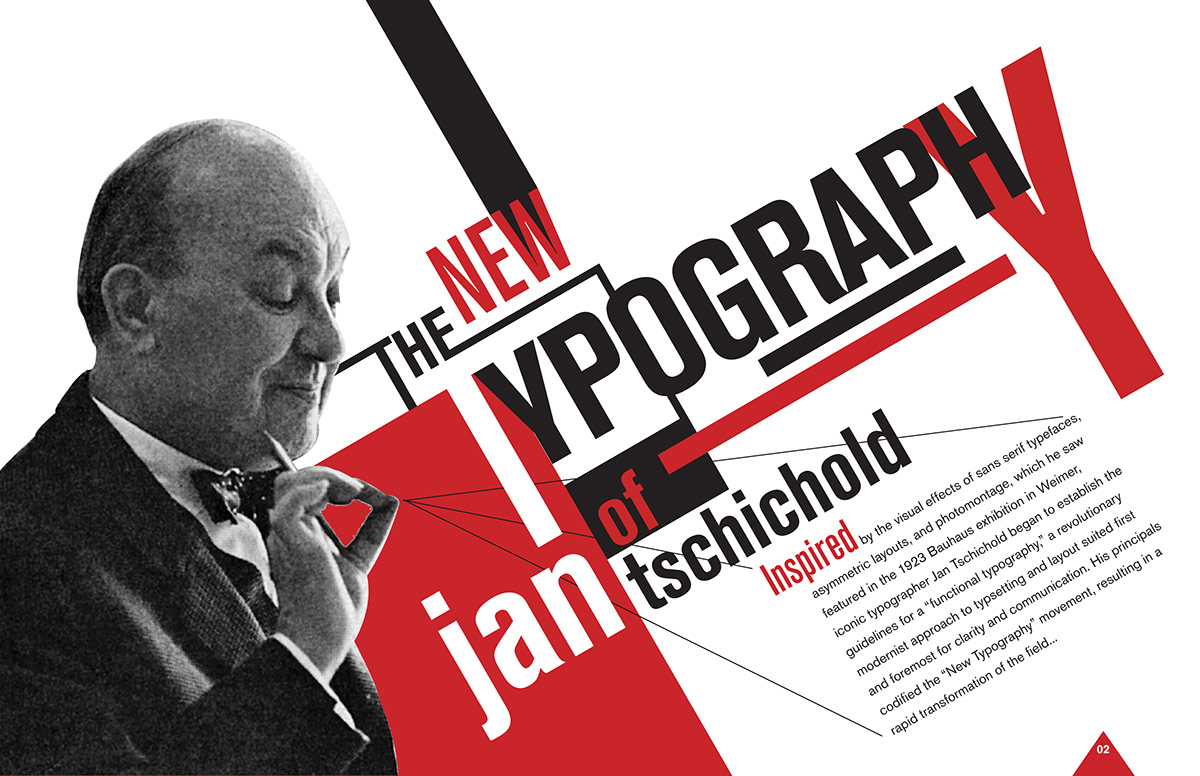 THE NEW
TYPOGRAPHY
of
jan tschichold
Inspired by the visual effects of sans serif typefaces,
asymmetric layouts, and photomontage, which he saw
featured in the 1923 Bauhaus exhibition in Weimer,
iconic typographer Jan Tschichold began to establish the
guidelines for a “functional typography,” a revolutionary
modernist approach to typsetting and layout suited first
and foremost for clarity and communication. His principals
codified the “New Typography” movement, resulting in a
rapid transformation of the field...
02